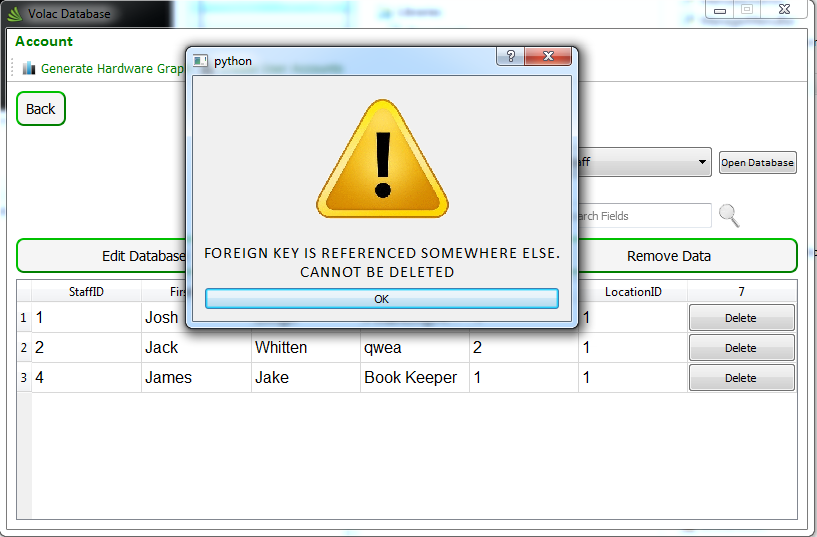 Volac Database
Account
python
?
Generate Hardware Grap
Back
!
aff
Open Database
arch Fields
FOREIGN KEY IS REFERENCED SOMEWHERE ELSE.
CANNOT BE DELETED
Edit Database
Remove Data
OK
StaffID Firs LocationID 7
1 1 Josh 1 Delete
2 2 Jack Whitten qwea 2 1 Delete
3 4 James Jake Book Keeper 1 1 Delete